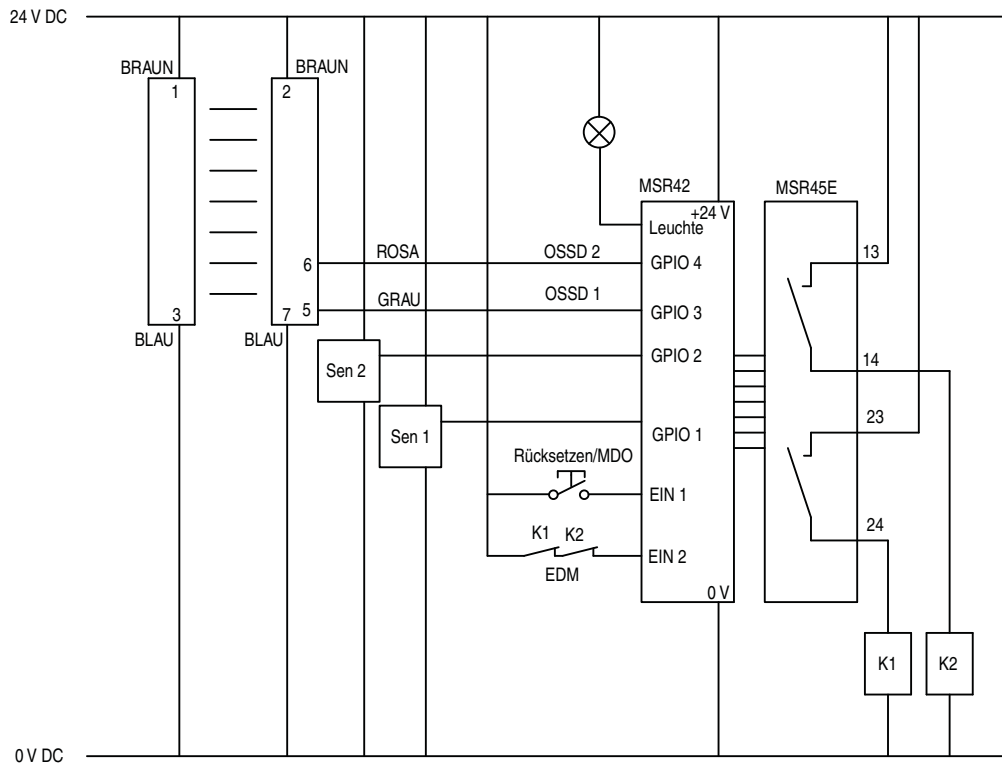 24 V DC
BRAUN
BRAUN
1
2
MSR42
MSR45E
+24 V
Leuchte
ROSA
OSSD 2
GPIO 4
13
6
GRAU
OSSD 1
GPIO 3
3
7
5
BLAU
BLAU
GPIO 2
14
Sen 2
Sen 1
GPIO 1
23
Rücksetzen/MDO
EIN 1
24
K1
K2
EIN 2
EDM
0 V
K1
K2
0 V DC